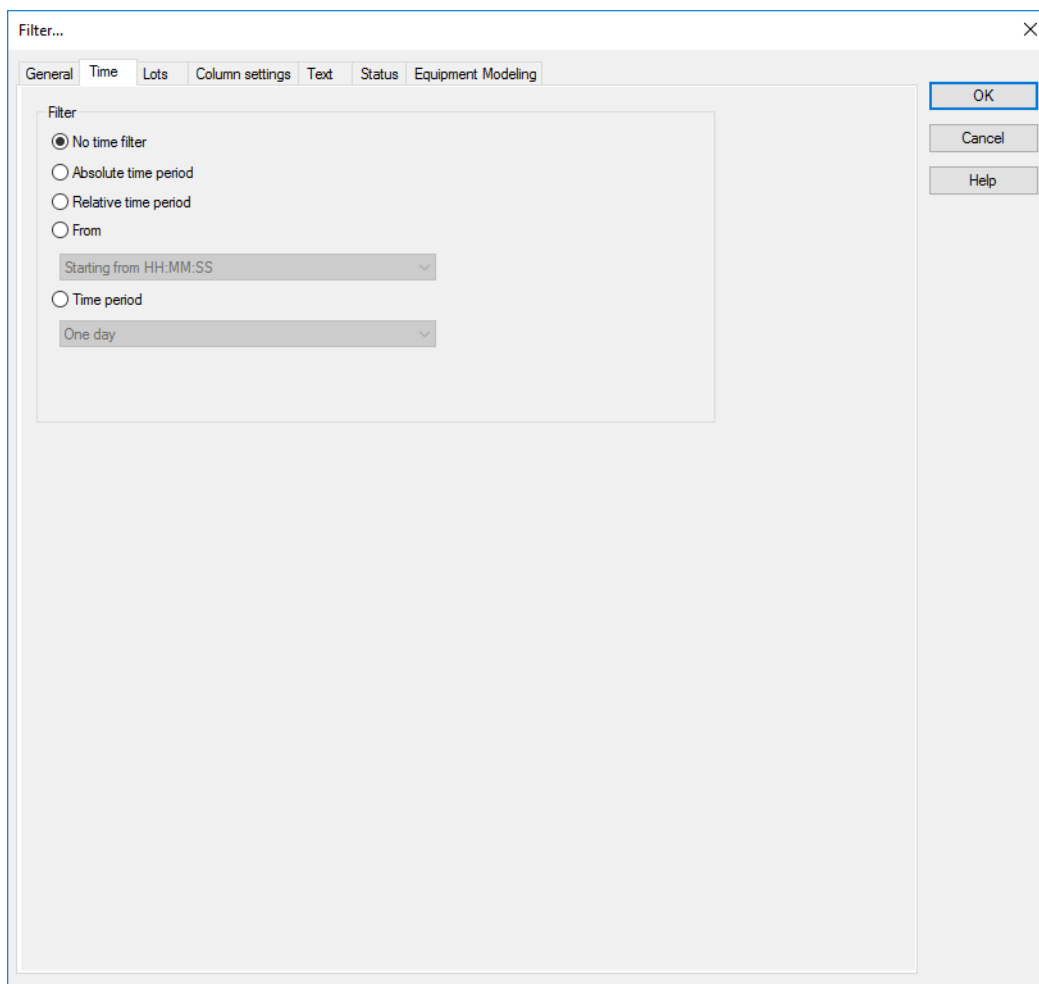 Filter...
General Time Lots Column settings Text Status Equipment Modeling
OK
Filter
No time filter
Cancel
Absolute time period
Help
Relative time period
From
Starting from HH:MM:SS
Time period
One day